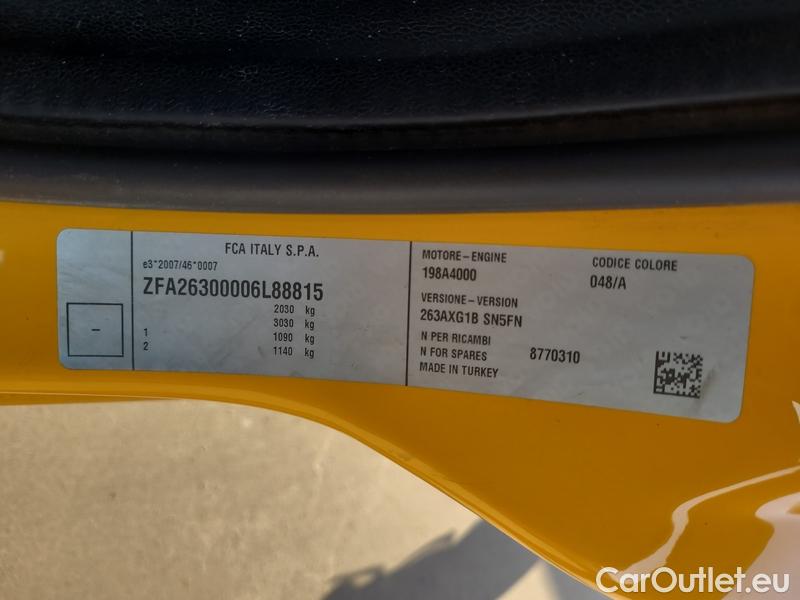 FCA ITALY S.P.A.
e3*2007/46*0007
ZFA26300006L88815
2030 kg
3030 kg
1 1090 kg
2 1140 kg
–
MOTORE – ENGINE
198A4000
VERSIONE – VERSION
263AXG1B SN5FN
N PER RICAMBI
N FOR SPARES 8770310
MADE IN TURKEY
CODICE COLORE
048/A
CarOutlet.eu